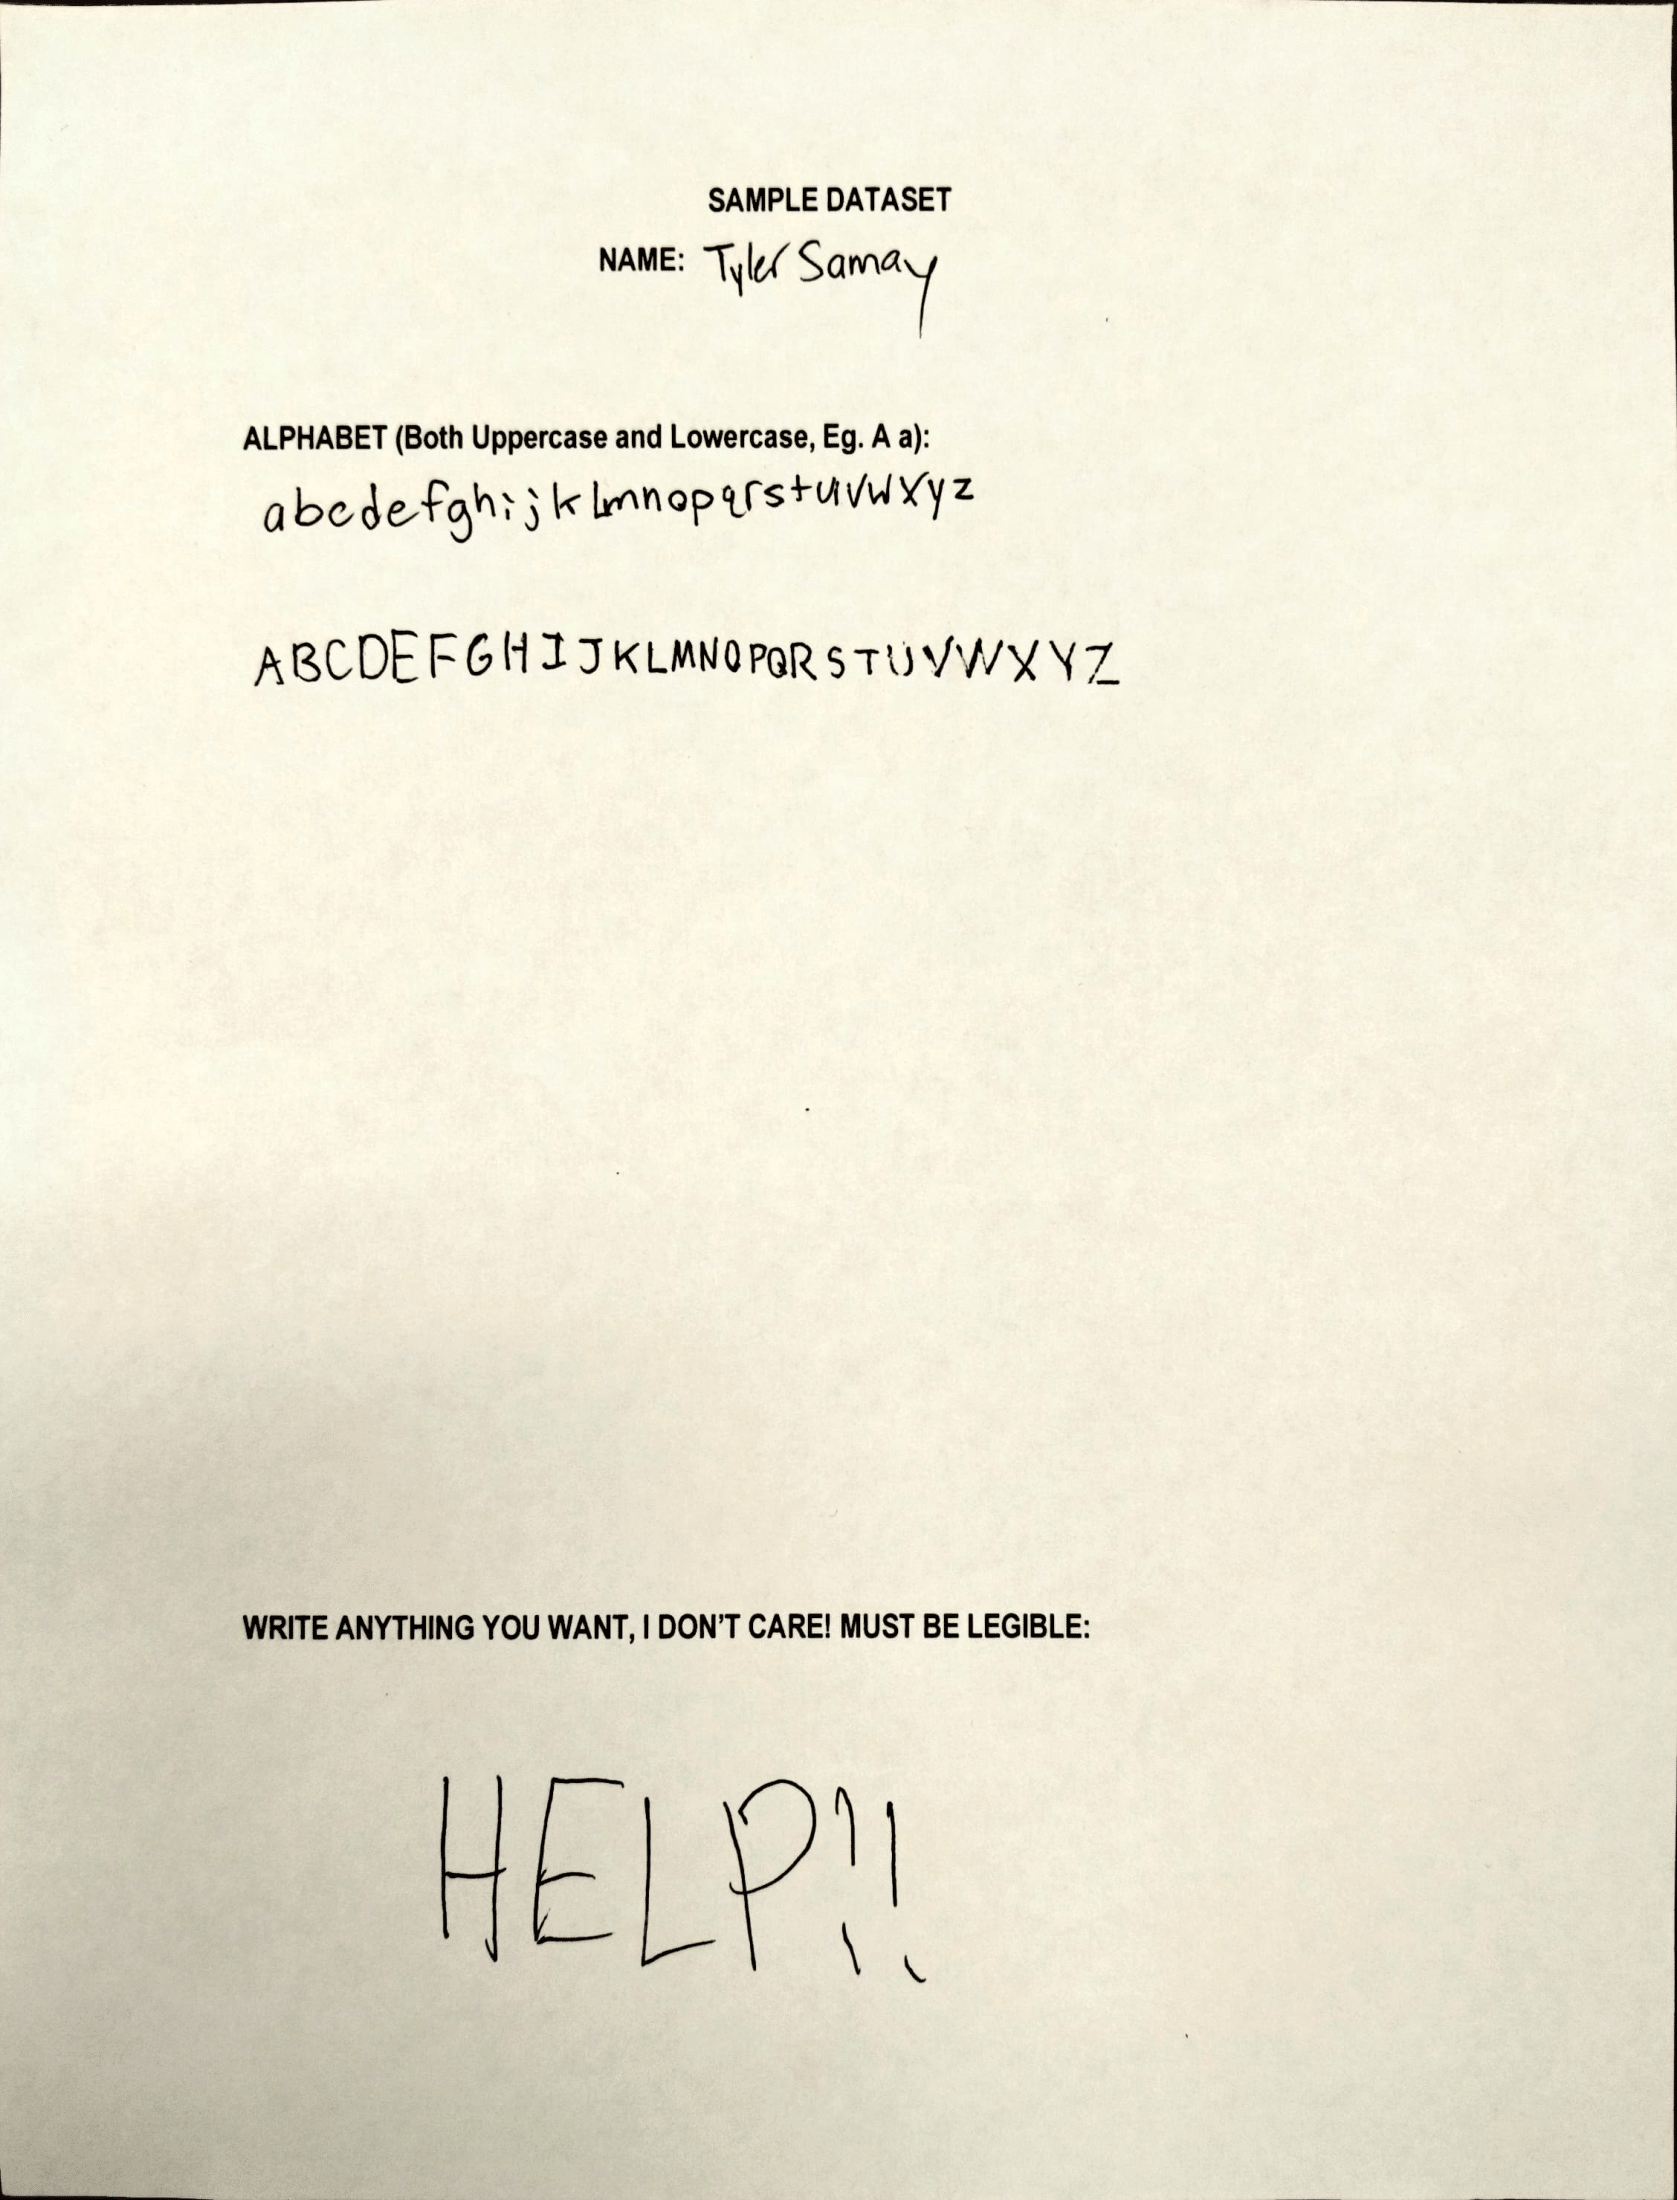 SAMPLE DATASET
NAME: Tyler Samay
ALPHABET (Both Uppercase and Lowercase, Eg. A a):
abcdefghijklmnopqrstuvwxyz
ABCDEFGHIJKLMNOPQRSTUVWXYZ
WRITE ANYTHING YOU WANT, I DON'T CARE! MUST BE LEGIBLE:
HELP!!